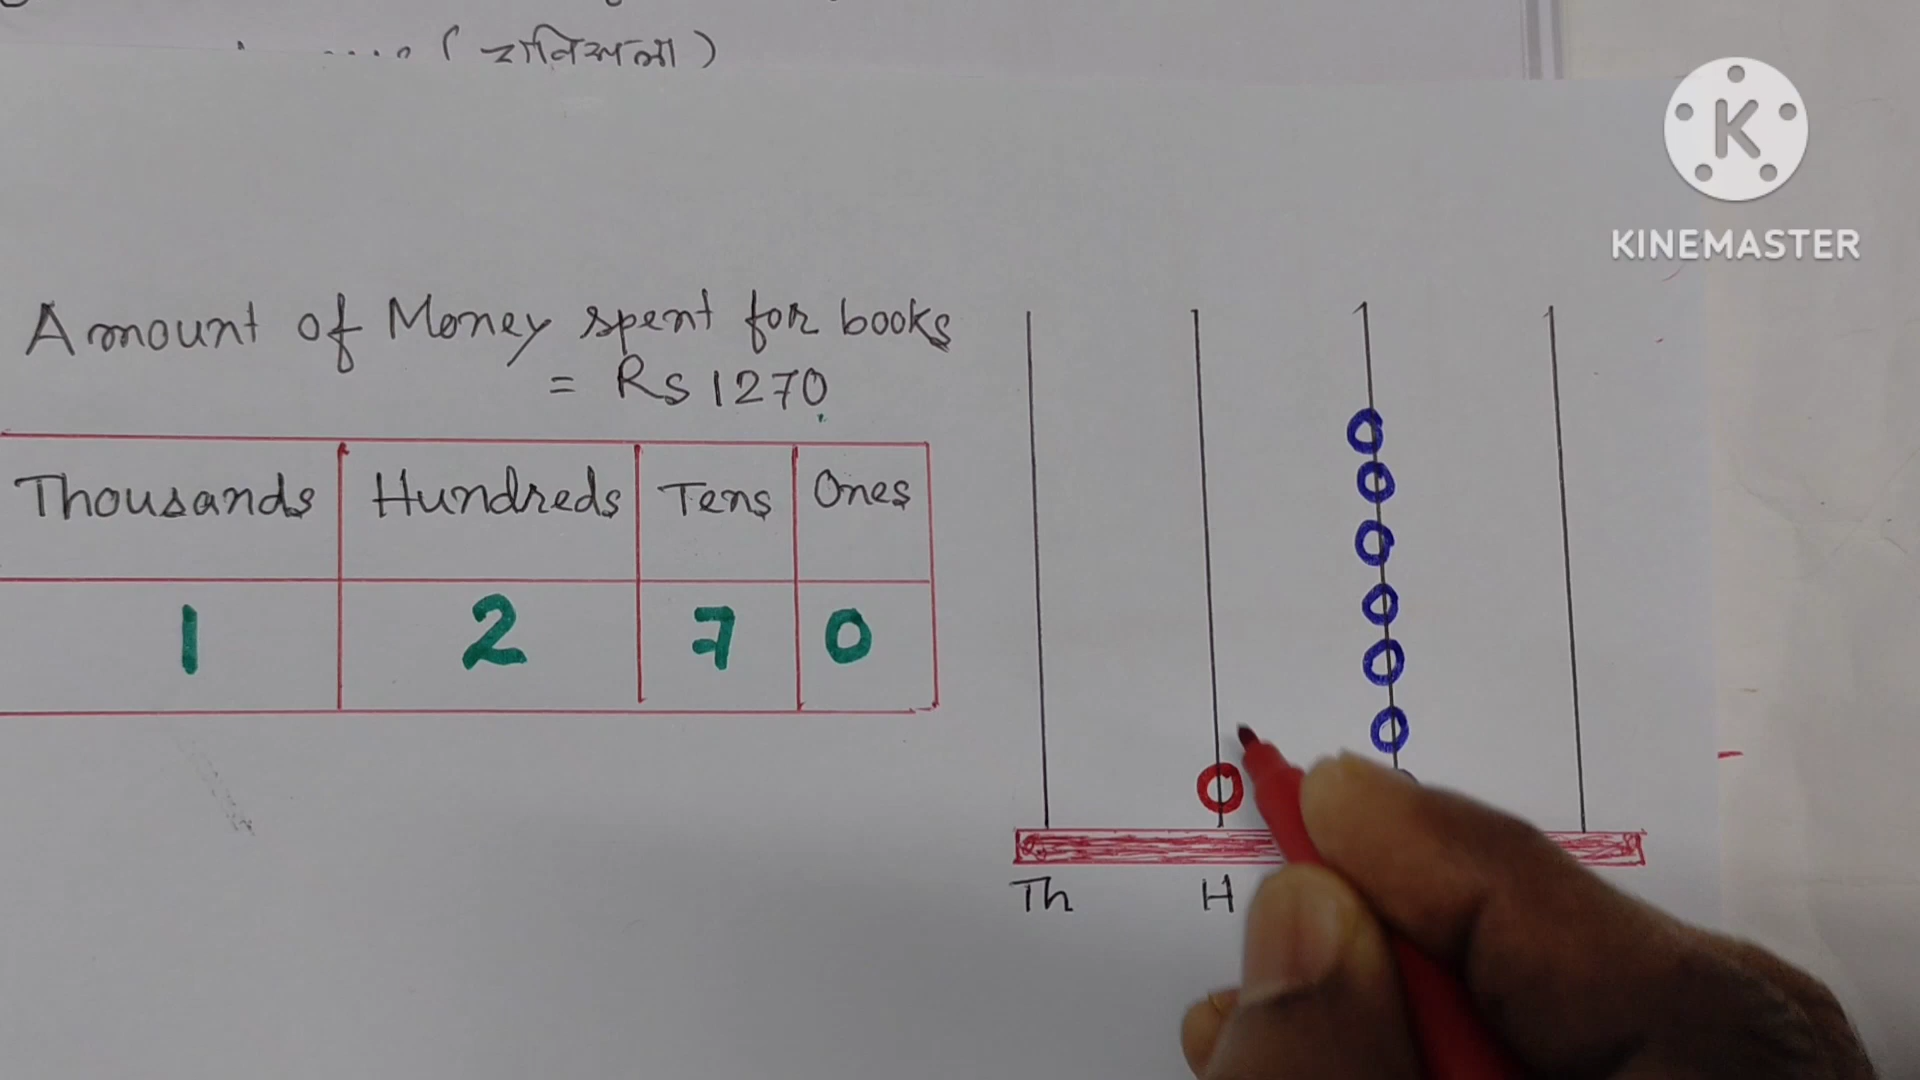 (
)
K
KINEMASTER
Amount of Money spent for books
= Rs 1270
Thousands Hundreds Tens Ones
1 2 7 0
Th H